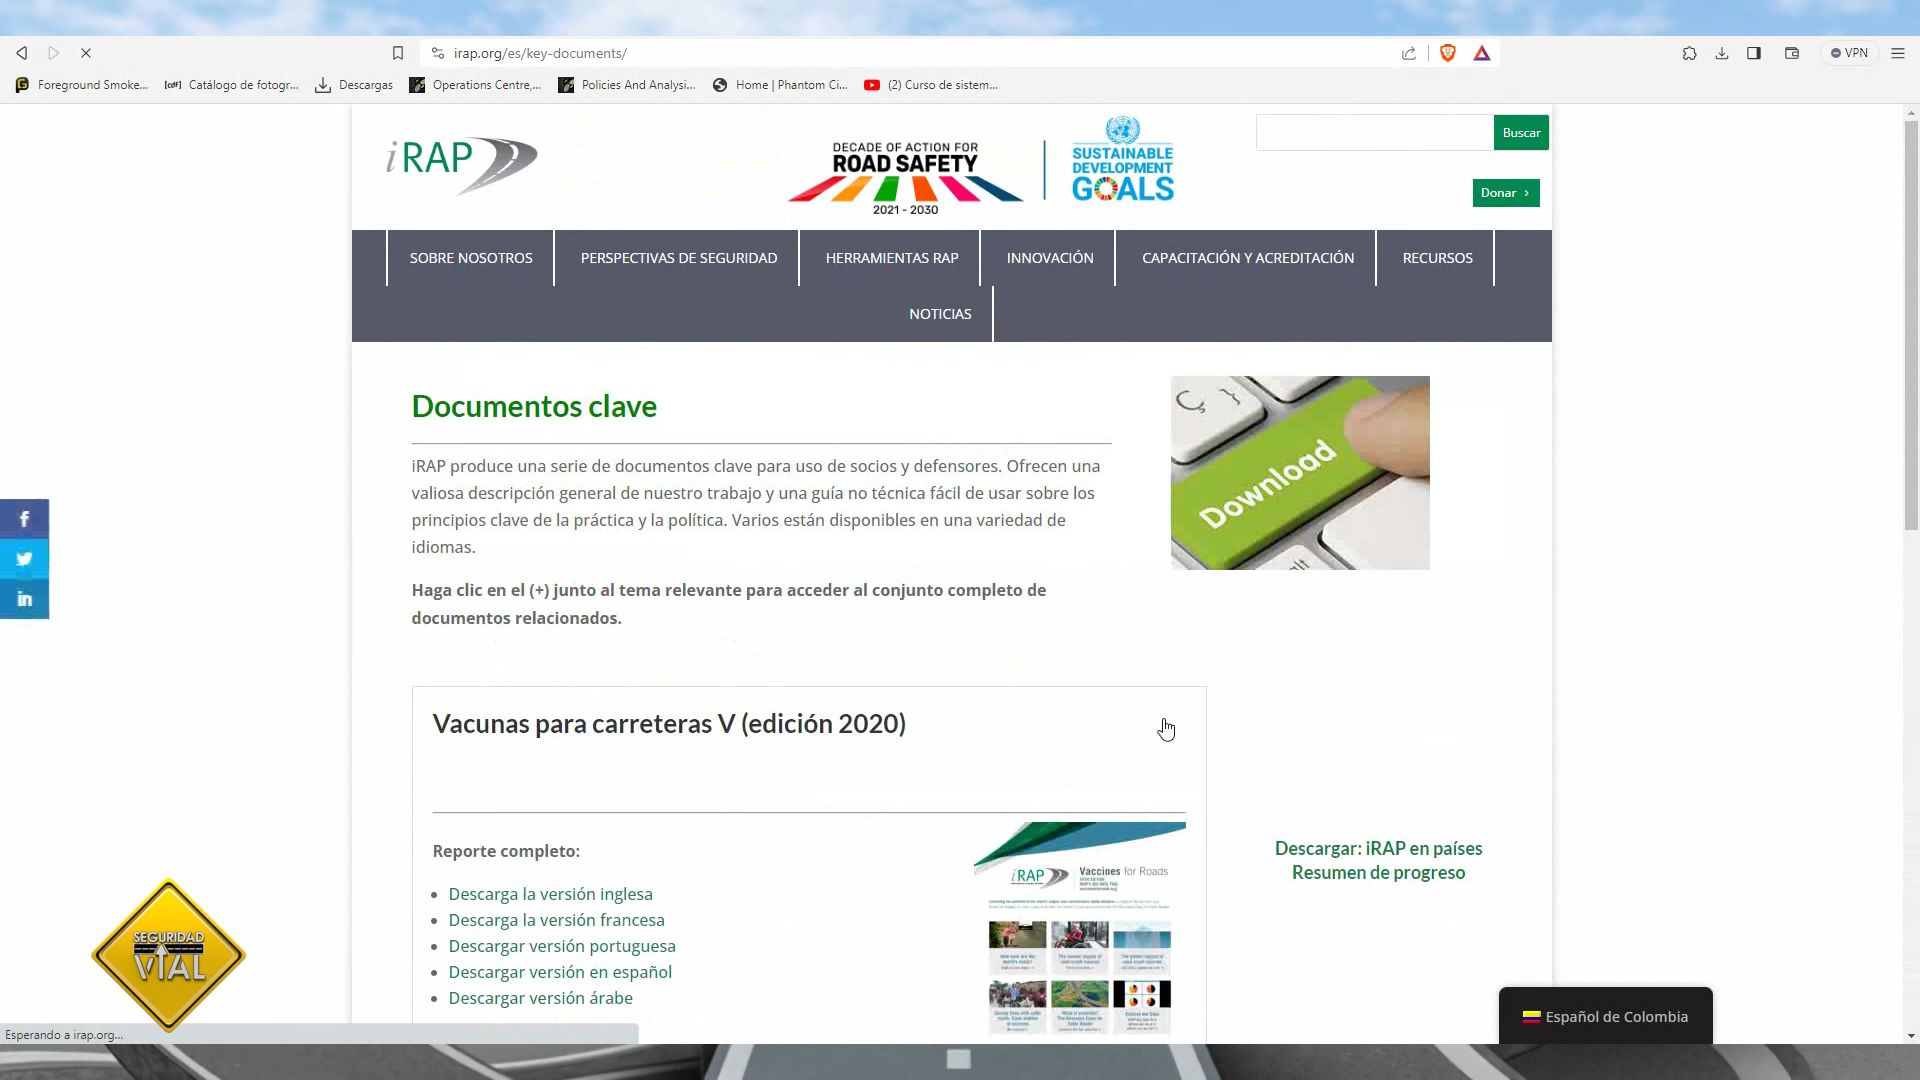 irap.org/es/key-documents/
VPN
Foreground Smoke...
Catálogo de fotogr...
Descargas
Operations Centre,...
Policies And Analysi...
Home | Phantom Ci...
(2) Curso de sistem...
iRAP
DECADE OF ACTION FOR
ROAD SAFETY
2021 - 2030
SUSTAINABLE
DEVELOPMENT
GOALS
Buscar
Donar ›
SOBRE NOSOTROS
PERSPECTIVAS DE SEGURIDAD
HERRAMIENTAS RAP
INNOVACIÓN
CAPACITACIÓN Y ACREDITACIÓN
RECURSOS
NOTICIAS
Documentos clave
iRAP produce una serie de documentos clave para uso de socios y defensores. Ofrecen una
valiosa descripción general de nuestro trabajo y una guía no técnica fácil de usar sobre los
principios clave de la práctica y la política. Varios están disponibles en una variedad de
idiomas.
Haga clic en el (+) junto al tema relevante para acceder al conjunto completo de
documentos relacionados.
Download
alt
Vacunas para carreteras V (edición 2020)
Reporte completo:
Descarga la versión inglesa
Descarga la versión francesa
Descargar versión portuguesa
Descargar versión en español
Descargar versión árabe
iRAP
Vaccines for Roads
Descargar: iRAP en países
Resumen de progreso
SEGURIDAD
VIAL
Esperando a irap.org...
Español de Colombia